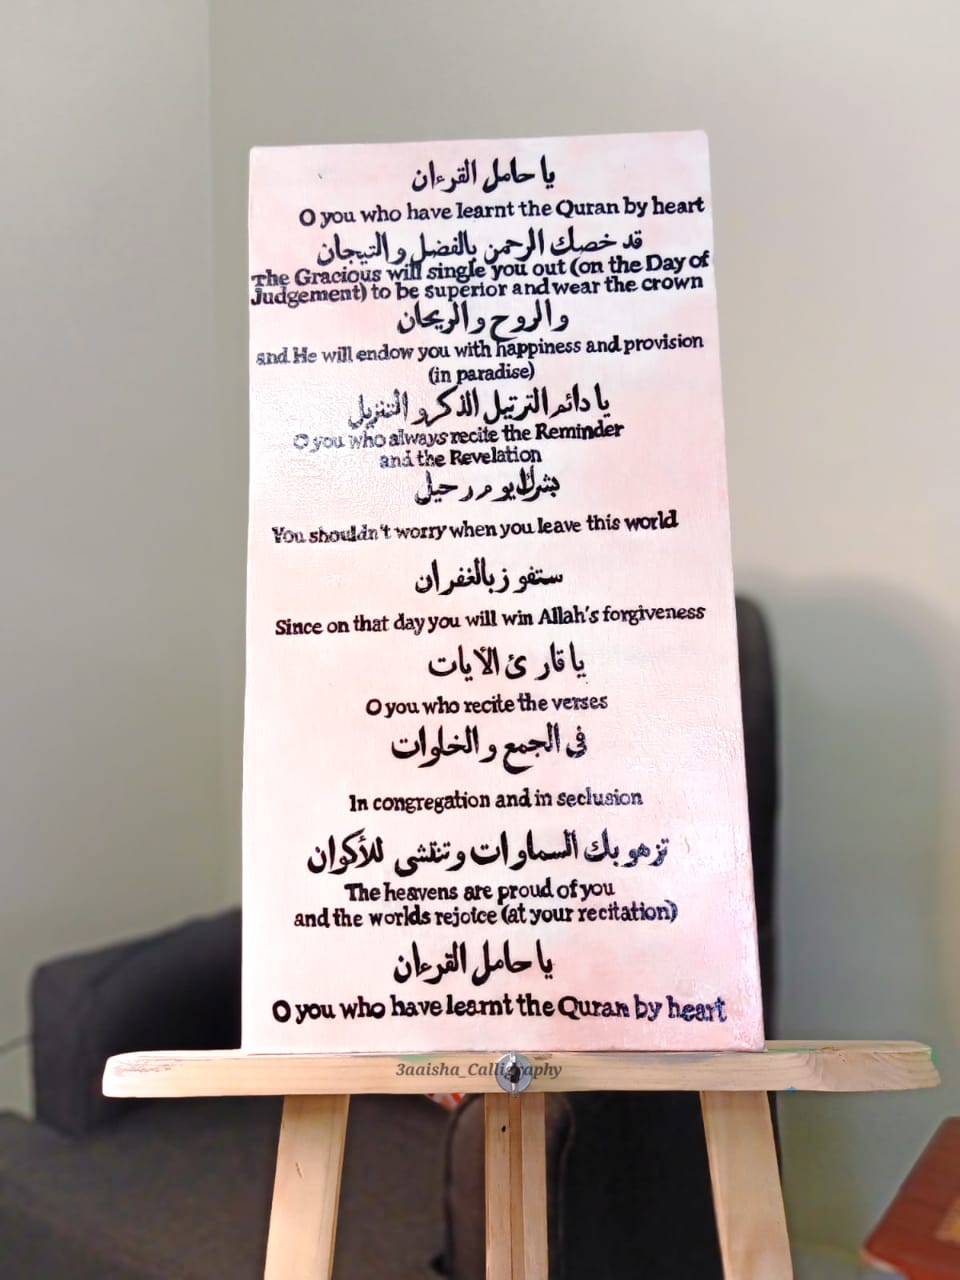 يا حامل القرءان
O you who have learnt the Quran by heart
قد خصك الرحمن بالفضل والتيجان
The Gracious will single you out (on the Day of
Judgement) to be superior and wear the crown
والروح والريحان
and He will endow you with happiness and provision
(in paradise)
يا دائم الترتيل الذكر و التنزيل
O you who always recite the Reminder
and the Revelation
بشراك يوم رحيل
You shouldn't worry when you leave this world
ستفوز بالغفران
Since on that day you will win Allah's forgiveness
يا قارئ الآيات
O you who recite the verses
في الجمع والخلوات
In congregation and in seclusion
تزهو بك السماوات وتنتشي للأكوان
The heavens are proud of you
and the worlds rejoice (at your recitation)
يا حامل القرءان
O you who have learnt the Quran by heart
3aaisha_Calligraphy